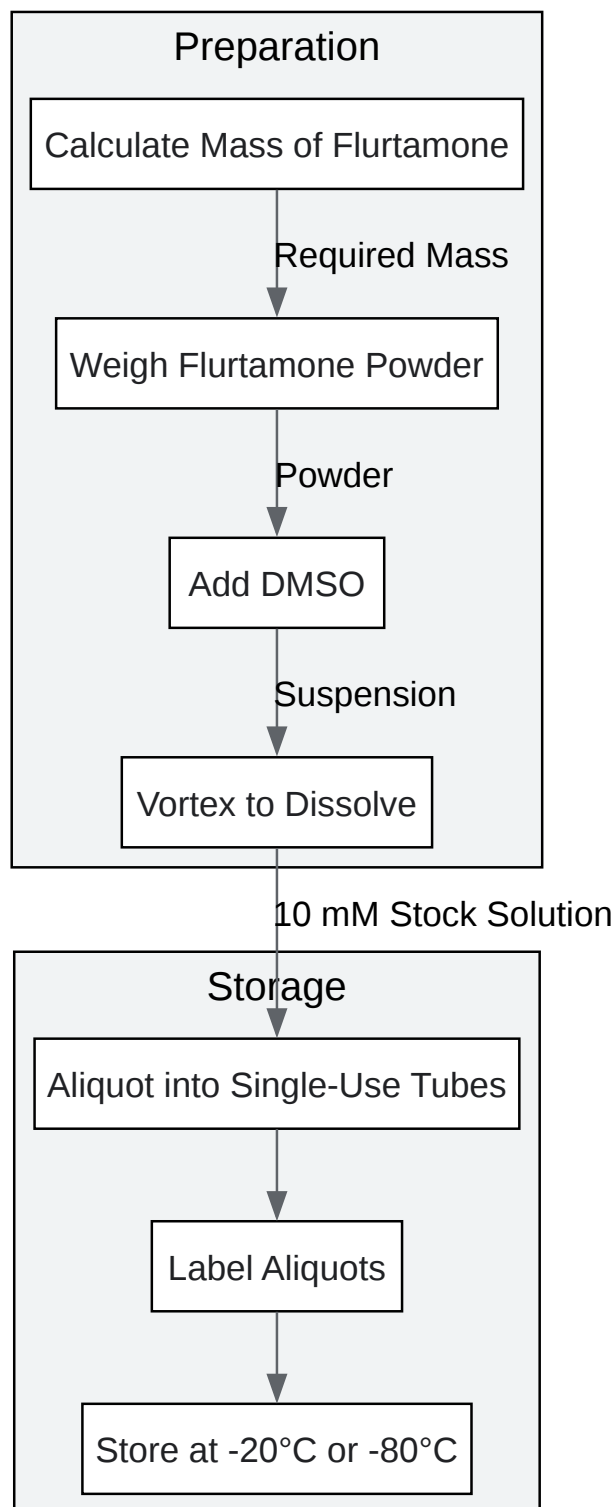 Preparation
Calculate Mass of Flurtamone
Required Mass
Weigh Flurtamone Powder
Powder
Add DMSO
Suspension
Vortex to Dissolve
10 mM Stock Solution
Storage
Aliquot into Single-Use Tubes
Label Aliquots
Store at -20°C or -80°C